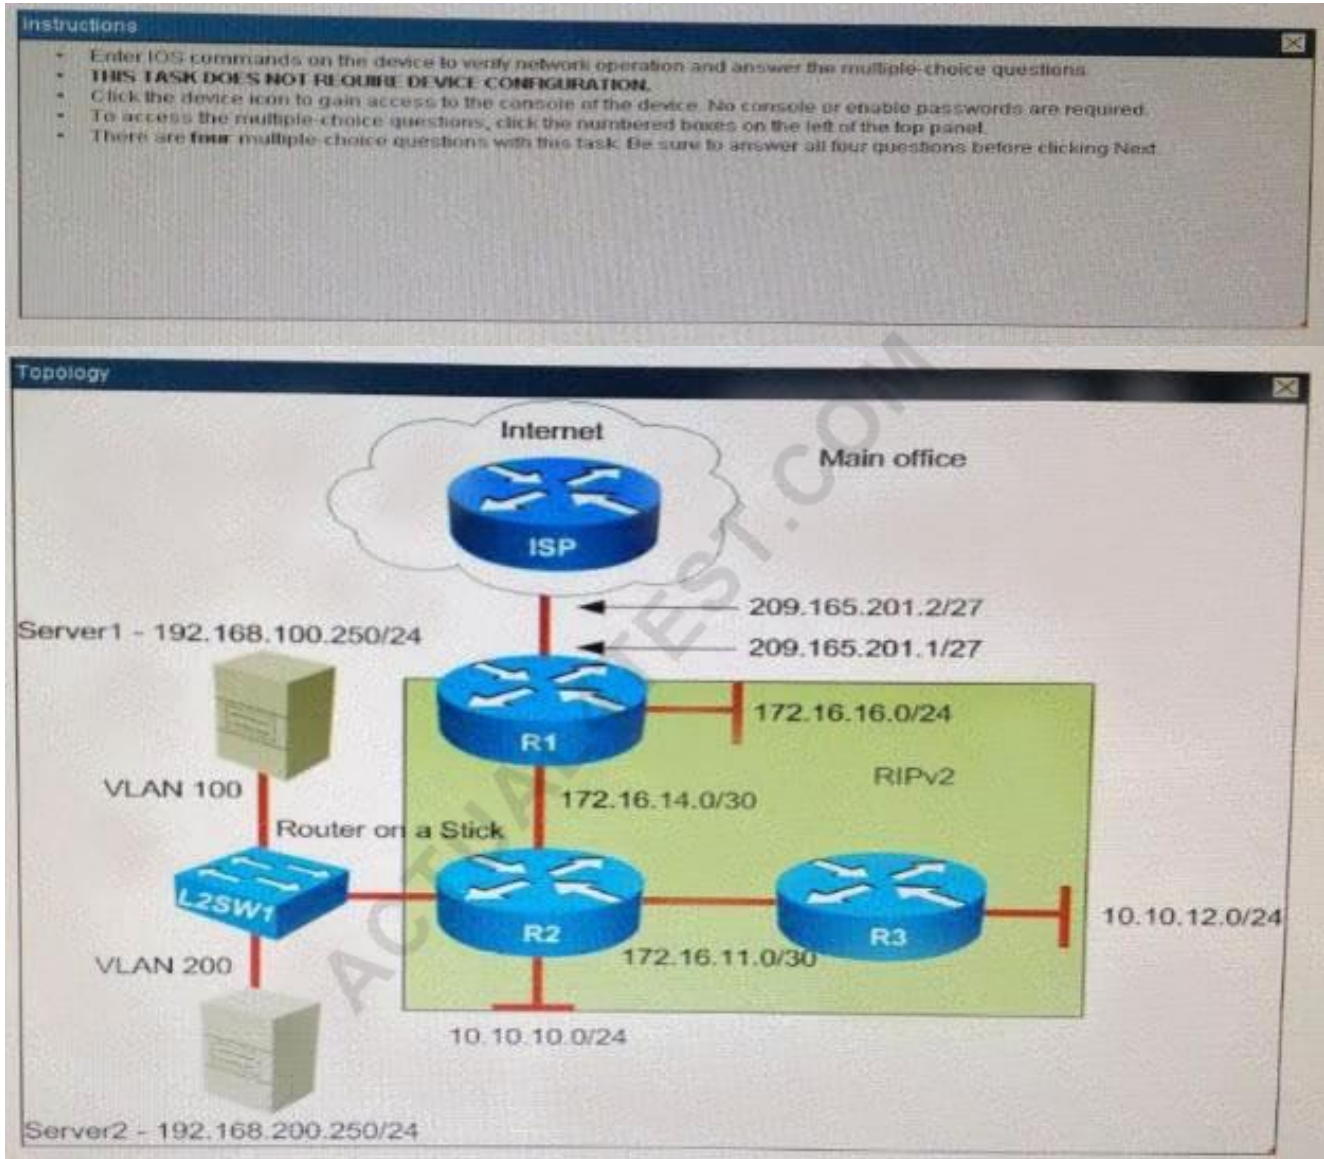 Instructions
- Enter IOS commands on the device to verify network operation and answer the multiple-choice questions.
- THIS TASK DOES NOT REQUIRE DEVICE CONFIGURATION.
- Click the device icon to gain access to the console of the device. No console or enable passwords are required.
- To access the multiple-choice questions, click the numbered boxes on the left of the top panel.
- There are four multiple-choice questions with this task. Be sure to answer all four questions before clicking Next.
Topology
Internet
Main office
ISP
209.165.201.2/27
Server1 - 192.168.100.250/24
209.165.201.1/27
172.16.16.0/24
R1
RIPv2
VLAN 100
172.16.14.0/30
Router on a Stick
L2SW1
R2
R3
10.10.12.0/24
172.16.11.0/30
VLAN 200
10.10.10.0/24
Server2 - 192.168.200.250/24
ACTUALTEST.COM